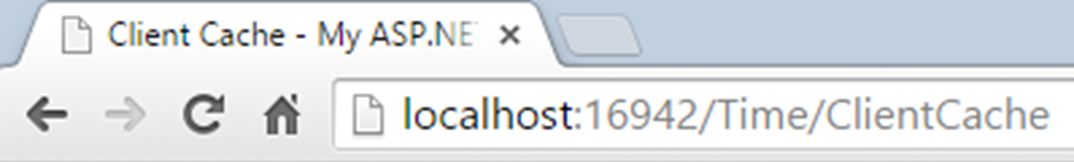 Client Cache - My ASP.NE
localhost:16942/Time/ClientCache